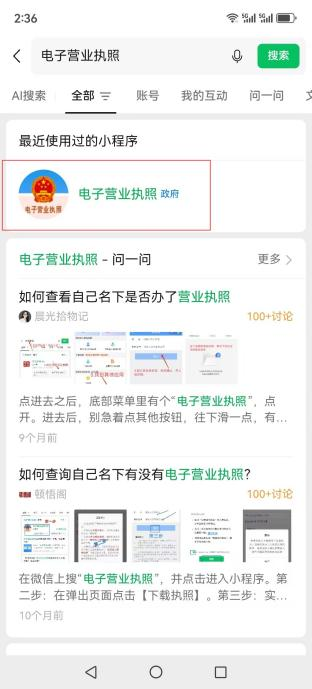 2:36
电子营业执照
搜索
AI搜索 全部 账号 我的互动 问一问
最近使用过的小程序
电子营业执照
电子营业执照 政府
电子营业执照 - 问一问
更多
如何查看自己名下是否办了营业执照
晨光拾物记
100+讨论
点进去之后，底部菜单里有个“电子营业执照”，点
开。进去后，别急着点其他按钮，往下滑一点，有...
9个月前
如何查询自己名下有没有电子营业执照?
顿悟阁
100+讨论
在微信上搜“电子营业执照”，并点击进入小程序。第
二步：在弹出页面点击【下载执照】。第三步：实...
10个月前